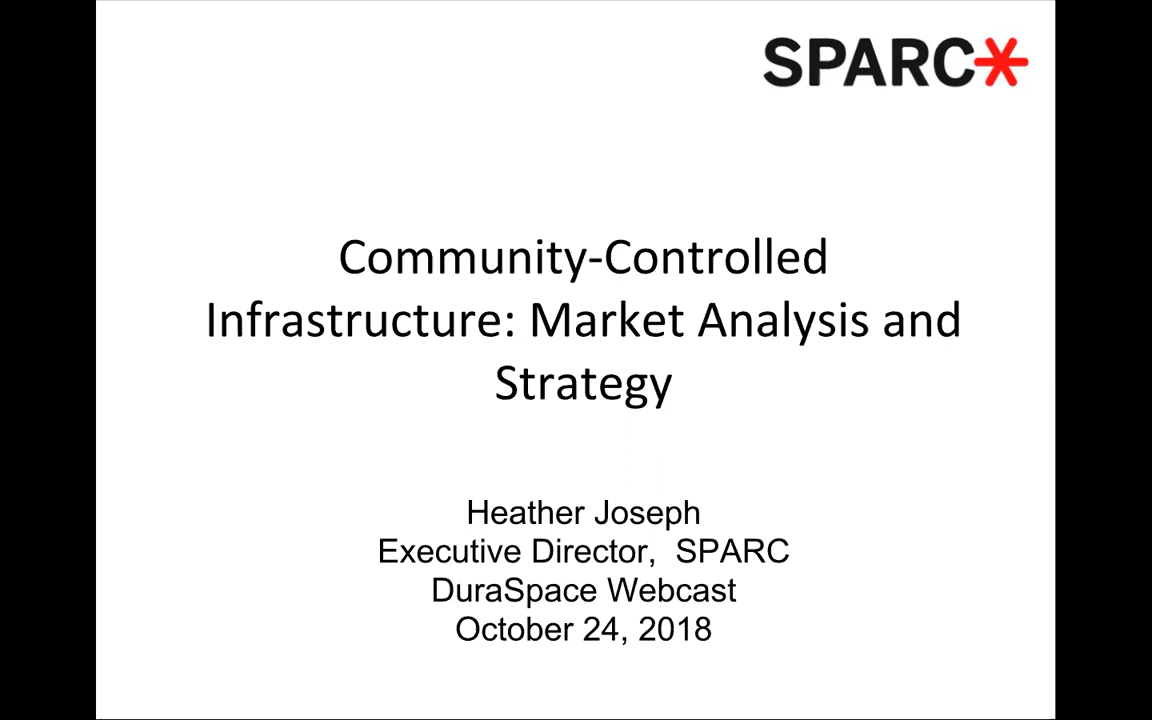 SPARC*
Community-Controlled
Infrastructure: Market Analysis and
Strategy
Heather Joseph
Executive Director,  SPARC
DuraSpace Webcast
October 24, 2018